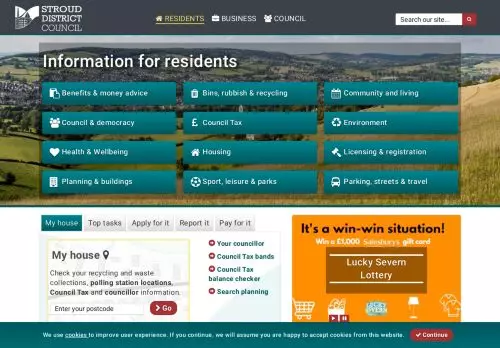 STROUD
DISTRICT
COUNCIL
RESIDENTS
BUSINESS
COUNCIL
Search our site...
Information for residents
Benefits & money advice
Bins, rubbish & recycling
Community and living
Council & democracy
£ Council Tax
Environment
Health & Wellbeing
Housing
Licensing & registration
Planning & buildings
Sport, leisure & parks
Parking, streets & travel
My house
Top tasks
Apply for it
Report it
Pay for it
My house
Check your recycling and waste
collections, polling station locations,
Council Tax and councillor information.
Enter your postcode
Go
Your councillor
Council Tax bands
Council Tax
balance checker
Search planning
It's a win-win situation!
Win a £1,000 Sainsbury's gift card
Lucky Severn
Lottery
LUCKY
SEVERN
We use cookies to improve user experience. If you continue, we will assume you are happy to accept cookies from this website.
Continue